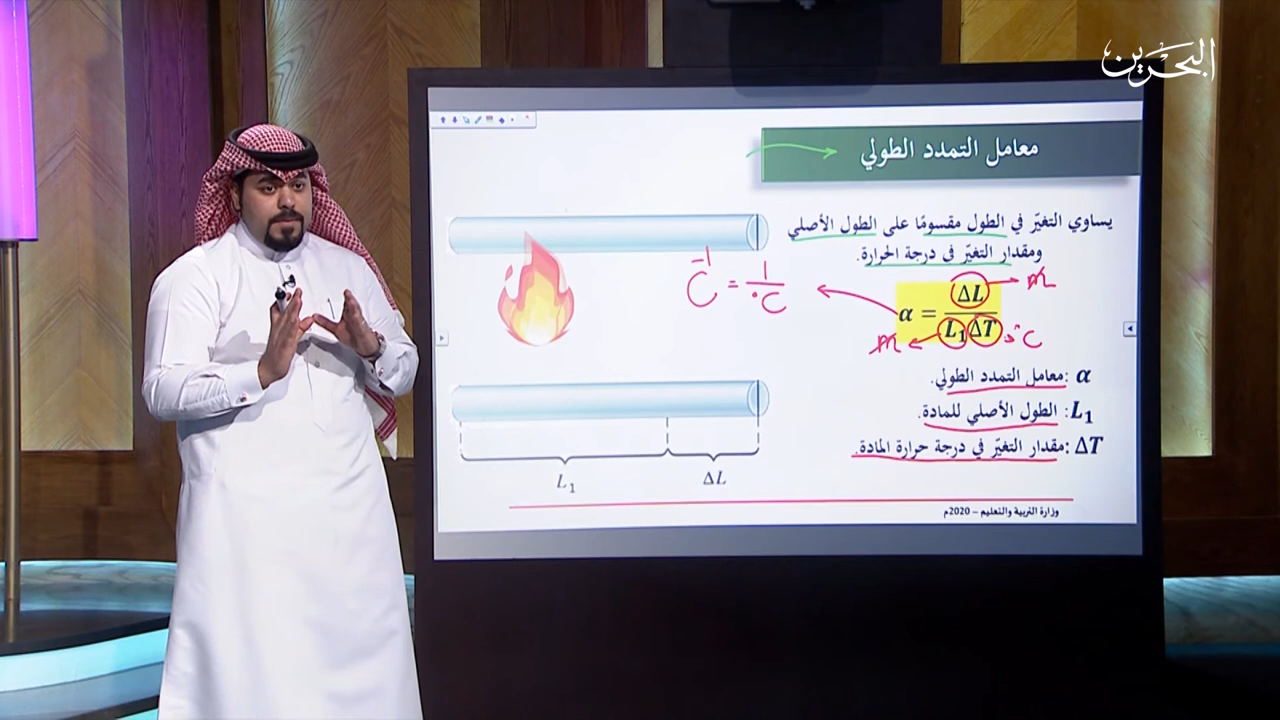 البحرين
معامل التمدد الطولي
يساوي التغيّر في الطول مقسومًا على الطول الأصلي
ومقدار التغيّر في درجة الحرارة.
α = ΔL / L₁ΔT
m
m
°C
C⁻¹ = 1/°C
α: معامل التمدد الطولي.
L₁: الطول الأصلي للمادة.
ΔT: مقدار التغيّر في درجة حرارة المادة.
L₁
ΔL
وزارة التربية والتعليم – 2020م